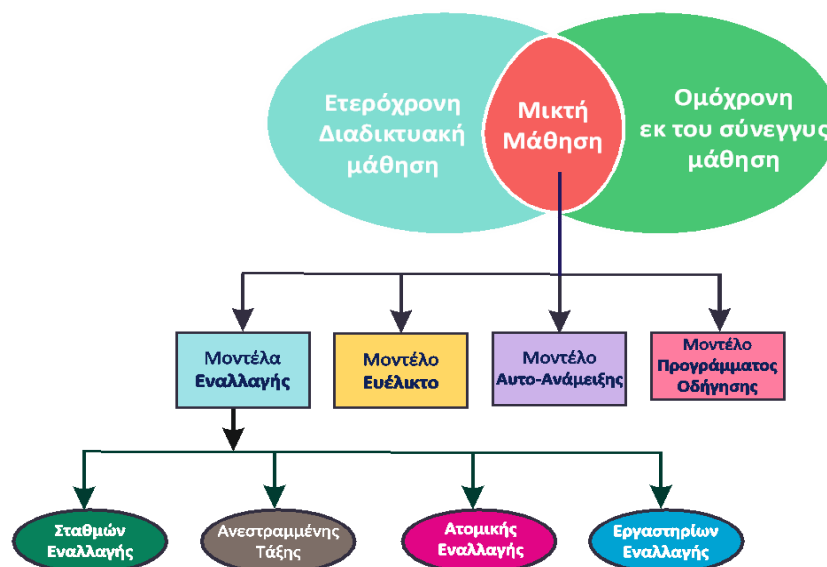 Ετερόχρονη
Διαδικτυακή
μάθηση
Μικτή
Μάθηση
Ομόχρονη
εκ του σύνεγγυς
μάθηση
Μοντέλα
Εναλλαγής
Μοντέλο
Ευέλικτο
Μοντέλο
Αυτο-Ανάμειξης
Μοντέλο
Προγράμματος
Οδήγησης
Σταθμών
Εναλλαγής
Ανεστραμμένης
Τάξης
Ατομικής
Εναλλαγής
Εργαστηρίων
Εναλλαγής